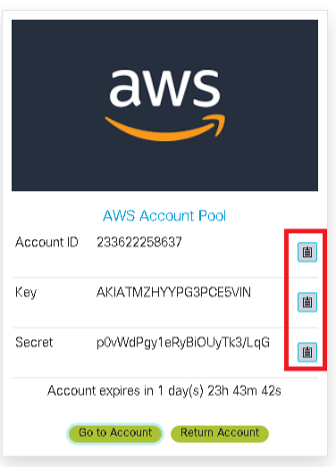 aws
AWS Account Pool
Account ID 233622258637
Key AKIATMZHYYPG3PCE5VIN
Secret p0vWdPgy1eRyBiOUyTk3/LqG
Account expires in 1 day(s) 23h 43m 42s
Go to Account Return Account